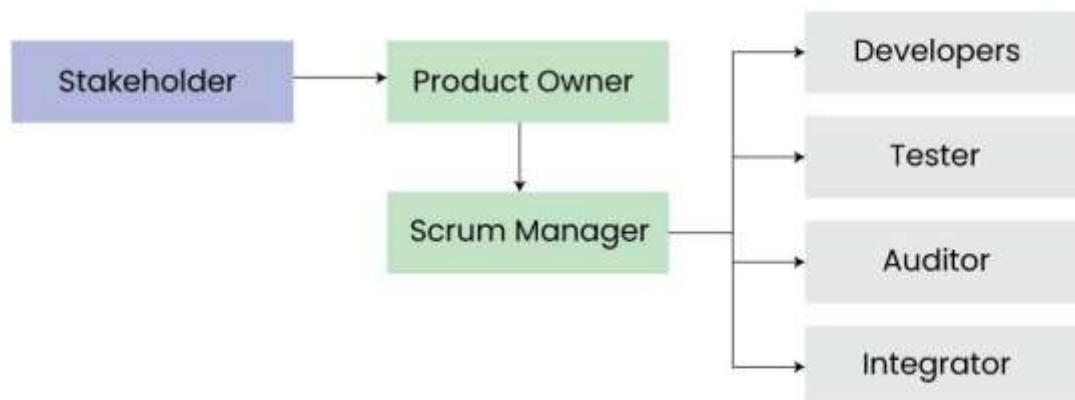 Stakeholder
Product Owner
Scrum Manager
Developers
Tester
Auditor
Integrator